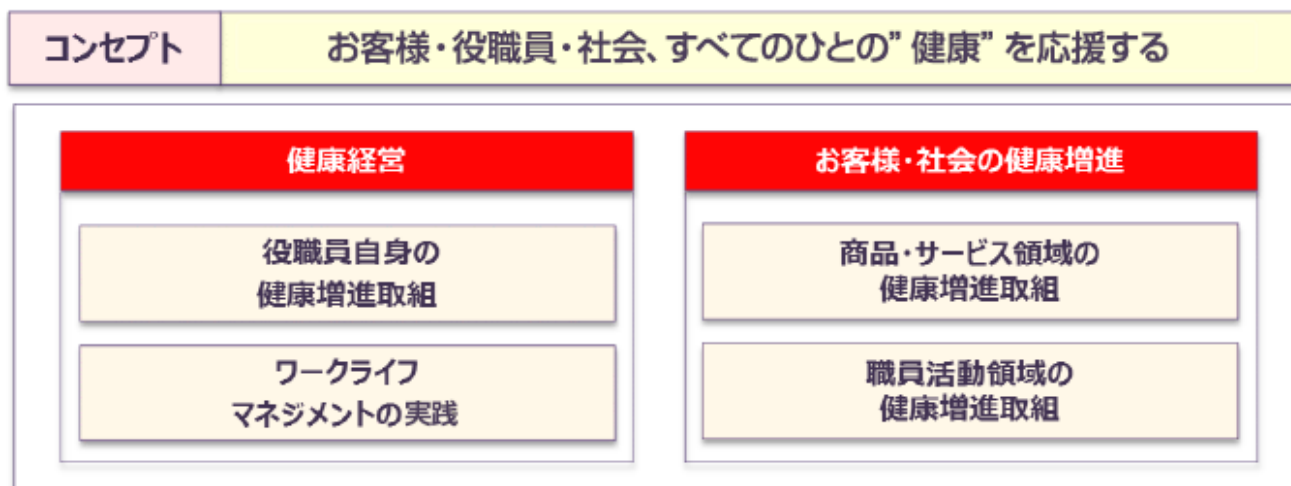 コンセプト
お客様・役職員・社会、すべてのひとの”健康”を応援する
健康経営
役職員自身の
健康増進取組
ワークライフ
マネジメントの実践
お客様・社会の健康増進
商品・サービス領域の
健康増進取組
職員活動領域の
健康増進取組